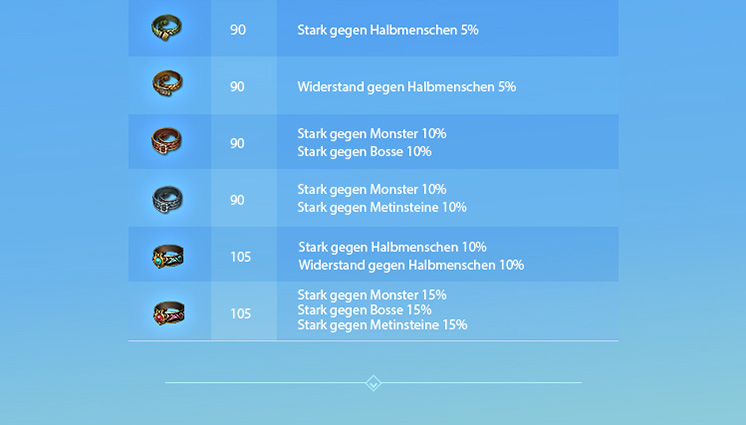 90
Stark gegen Halbmenschen 5%
90
Widerstand gegen Halbmenschen 5%
90
Stark gegen Monster 10%
Stark gegen Bosse 10%
90
Stark gegen Monster 10%
Stark gegen Metinsteine 10%
105
Stark gegen Halbmenschen 10%
Widerstand gegen Halbmenschen 10%
105
Stark gegen Monster 15%
Stark gegen Bosse 15%
Stark gegen Metinsteine 15%